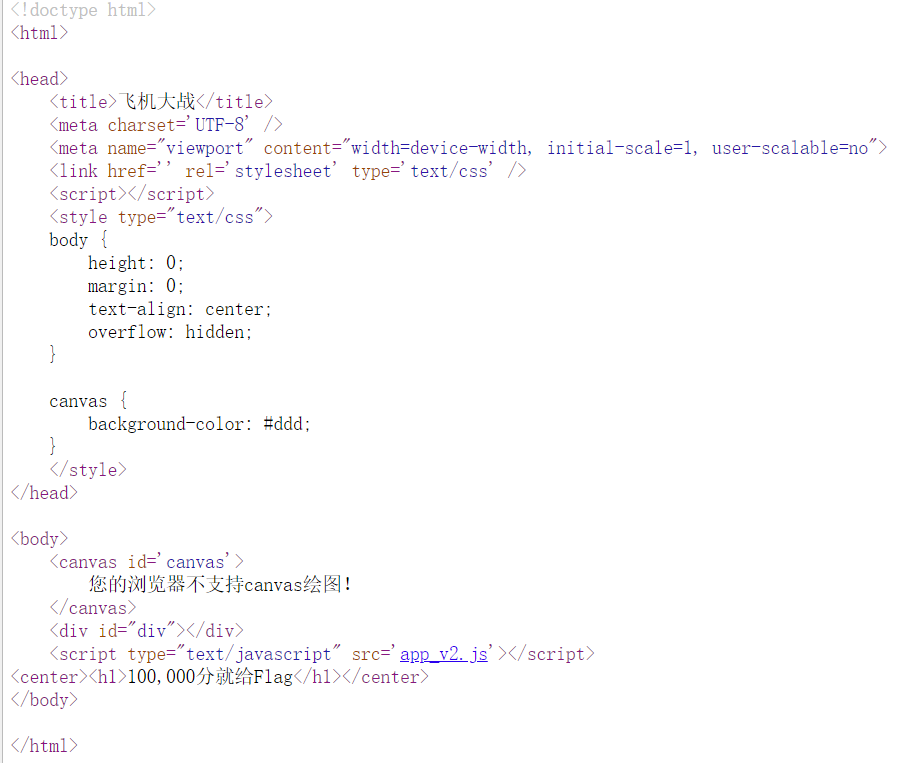 <!doctype html>
<html>
<head>
<title>飞机大战</title>
<meta charset='UTF-8' />
<meta name="viewport" content="width=device-width, initial-scale=1, user-scalable=no">
<link href='' rel='stylesheet' type='text/css' />
<script></script>
<style type="text/css">
body {
height: 0;
margin: 0;
text-align: center;
overflow: hidden;
}
canvas {
background-color: #ddd;
}
</style>
</head>
<body>
<canvas id='canvas'>
您的浏览器不支持canvas绘图!
</canvas>
<div id="div"></div>
<script type="text/javascript" src='app_v2.js'></script>
<center><h1>100,000分就给Flag</h1></center>
</body>
</html>